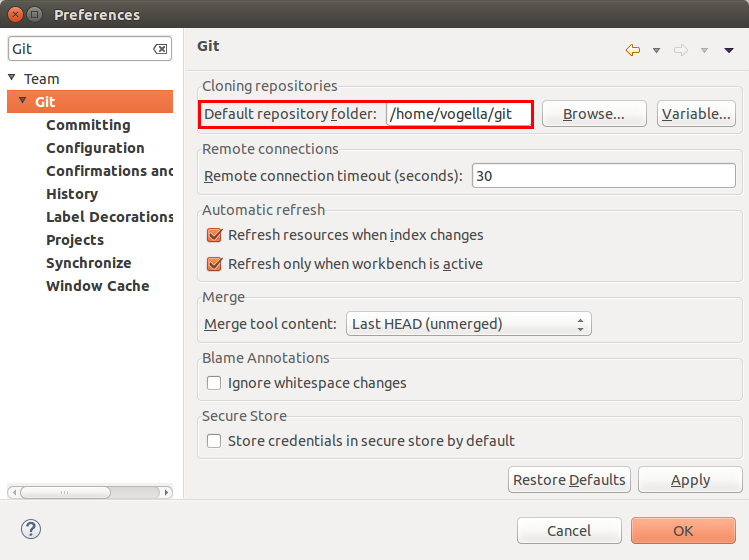 Preferences
Git
Team
Git
Committing
Configuration
Confirmations and
History
Label Decorations
Projects
Synchronize
Window Cache
Git
Cloning repositories
Default repository folder: /home/vogella/git Browse... Variable...
Remote connections
Remote connection timeout (seconds): 30
Automatic refresh
Refresh resources when index changes
Refresh only when workbench is active
Merge
Merge tool content: Last HEAD (unmerged)
Blame Annotations
Ignore whitespace changes
Secure Store
Store credentials in secure store by default
Restore Defaults Apply
? Cancel OK